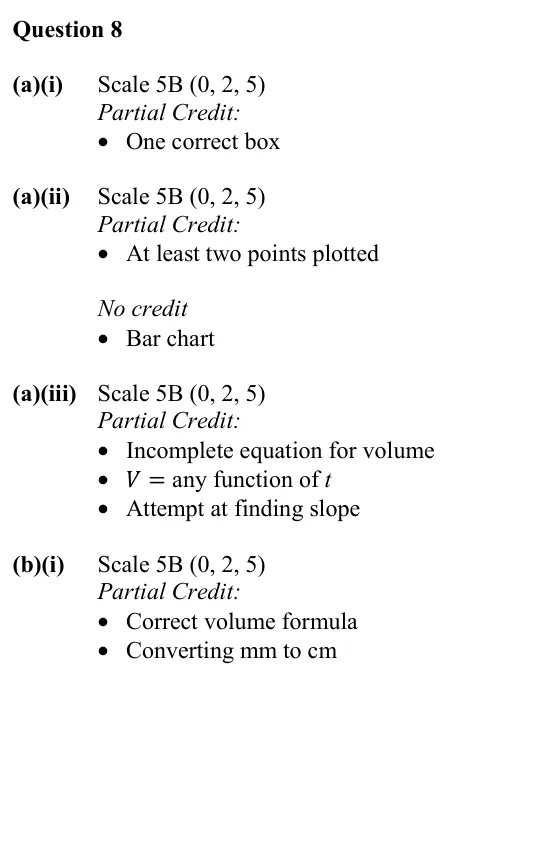 Question 8
(a)(i) Scale 5B (0, 2, 5)
Partial Credit:
• One correct box
(a)(ii) Scale 5B (0, 2, 5)
Partial Credit:
• At least two points plotted
No credit
• Bar chart
(a)(iii) Scale 5B (0, 2, 5)
Partial Credit:
• Incomplete equation for volume
• V = any function of t
• Attempt at finding slope
(b)(i) Scale 5B (0, 2, 5)
Partial Credit:
• Correct volume formula
• Converting mm to cm